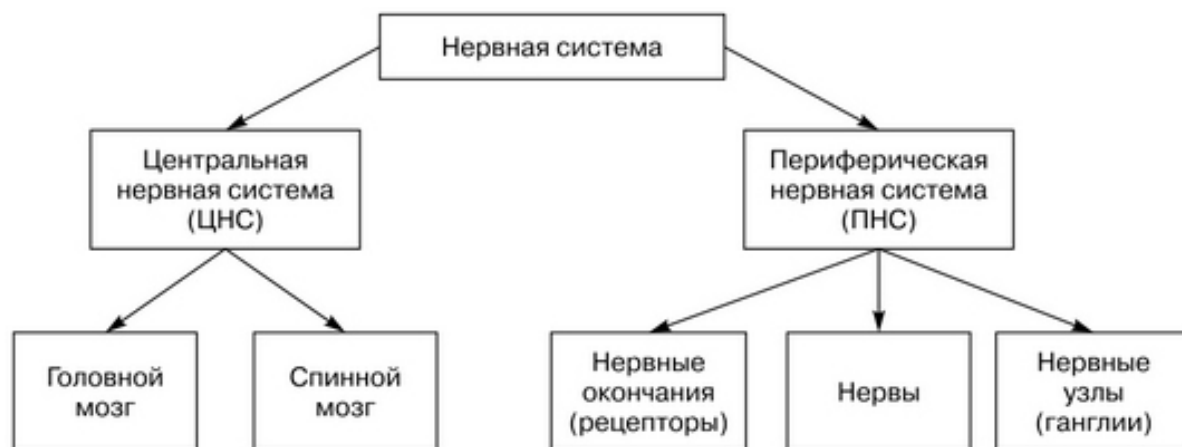 Нервная система
Центральная
нервная система
(ЦНС)
Периферическая
нервная система
(ПНС)
Головной
мозг
Спинной
мозг
Нервные
окончания
(рецепторы)
Нервы
Нервные
узлы
(ганглии)